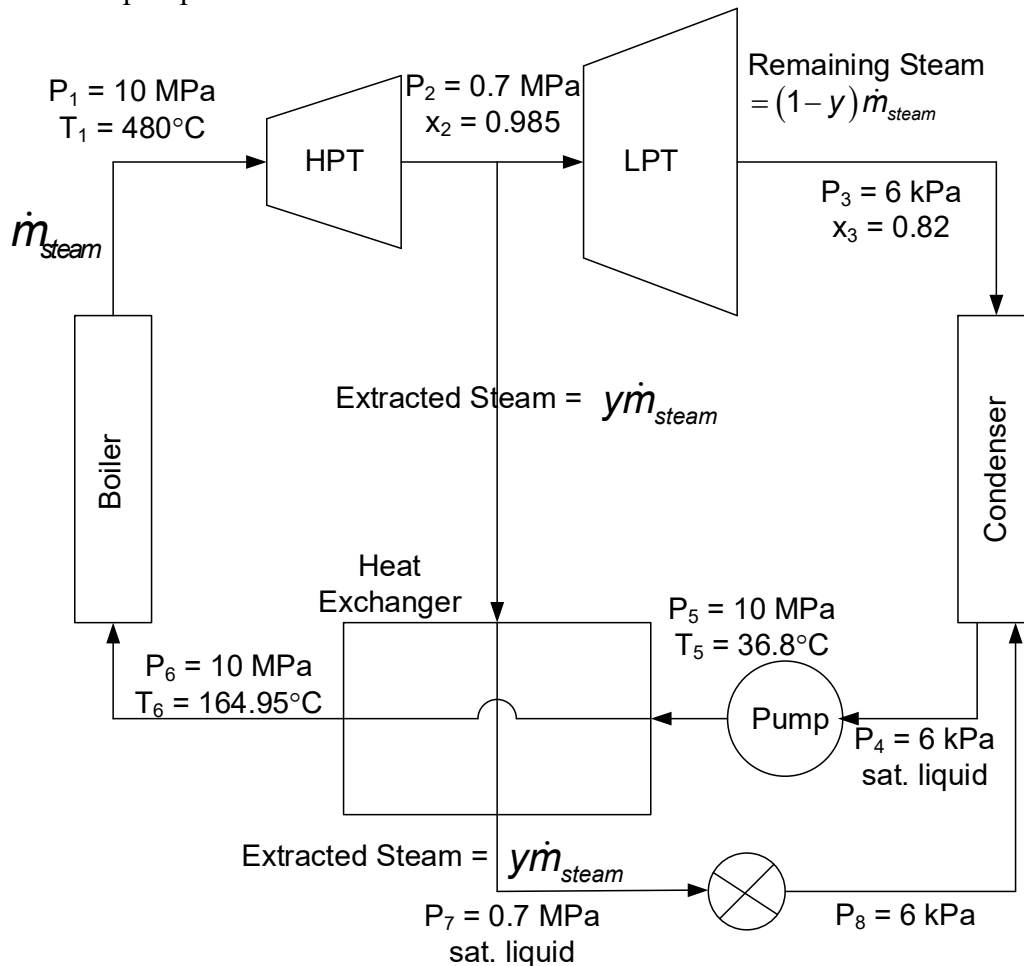 P₁ = 10 MPa
T₁ = 480°C
HPT
P₂ = 0.7 MPa
x₂ = 0.985
LPT
Remaining Steam
= (1−y)ṁsteam
P₃ = 6 kPa
x₃ = 0.82
ṁsteam
Boiler
Extracted Steam = yṁsteam
Condenser
Heat
Exchanger
P₅ = 10 MPa
T₅ = 36.8°C
P₆ = 10 MPa
T₆ = 164.95°C
Pump
P₄ = 6 kPa
sat. liquid
Extracted Steam = yṁsteam
P₇ = 0.7 MPa
sat. liquid
P₈ = 6 kPa